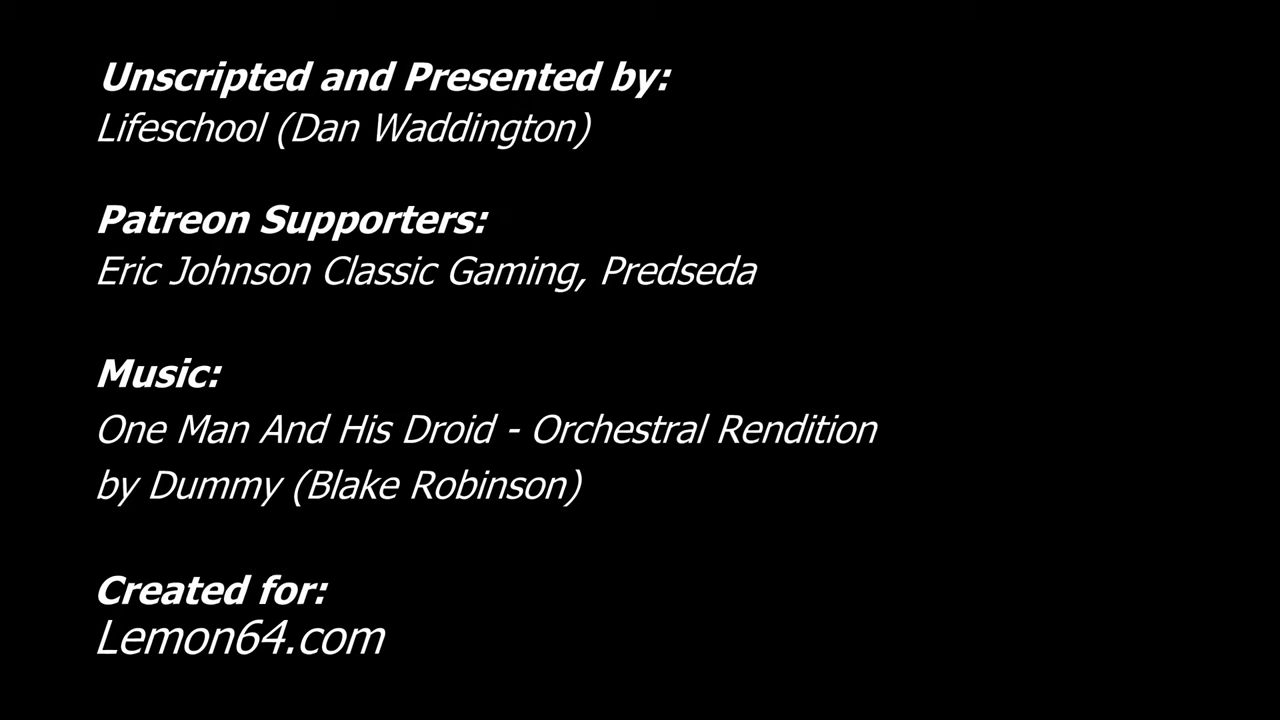 Unscripted and Presented by:
Lifeschool (Dan Waddington)
Patreon Supporters:
Eric Johnson Classic Gaming, Predseda
Music:
One Man And His Droid - Orchestral Rendition
by Dummy (Blake Robinson)
Created for:
Lemon64.com